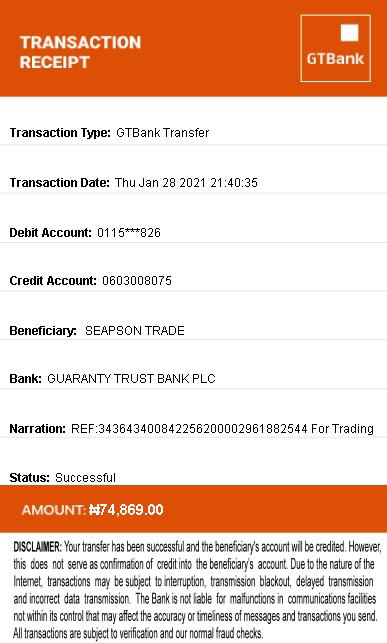 TRANSACTION
RECEIPT
GTBank
Transaction Type: GTBank Transfer
Transaction Date: Thu Jan 28 2021 21:40:35
Debit Account: 0115***826
Credit Account: 0603008075
Beneficiary: SEAPSON TRADE
Bank: GUARANTY TRUST BANK PLC
Narration: REF:3436434008422562000029618825​44 For Trading
Status: Successful
AMOUNT: ₦74,869.00
DISCLAIMER: Your transfer has been successful and the beneficiary's account will be credited. However,
this does not serve as confirmation of credit into the beneficiary's account. Due to the nature of the
Internet, transactions may be subject to interruption, transmission blackout, delayed transmission
and incorrect data transmission. The Bank is not liable for malfunctions in communications facilities
not within its control that may affect the accuracy or timeliness of messages and transactions you send.
All transactions are subject to verification and our normal fraud checks.